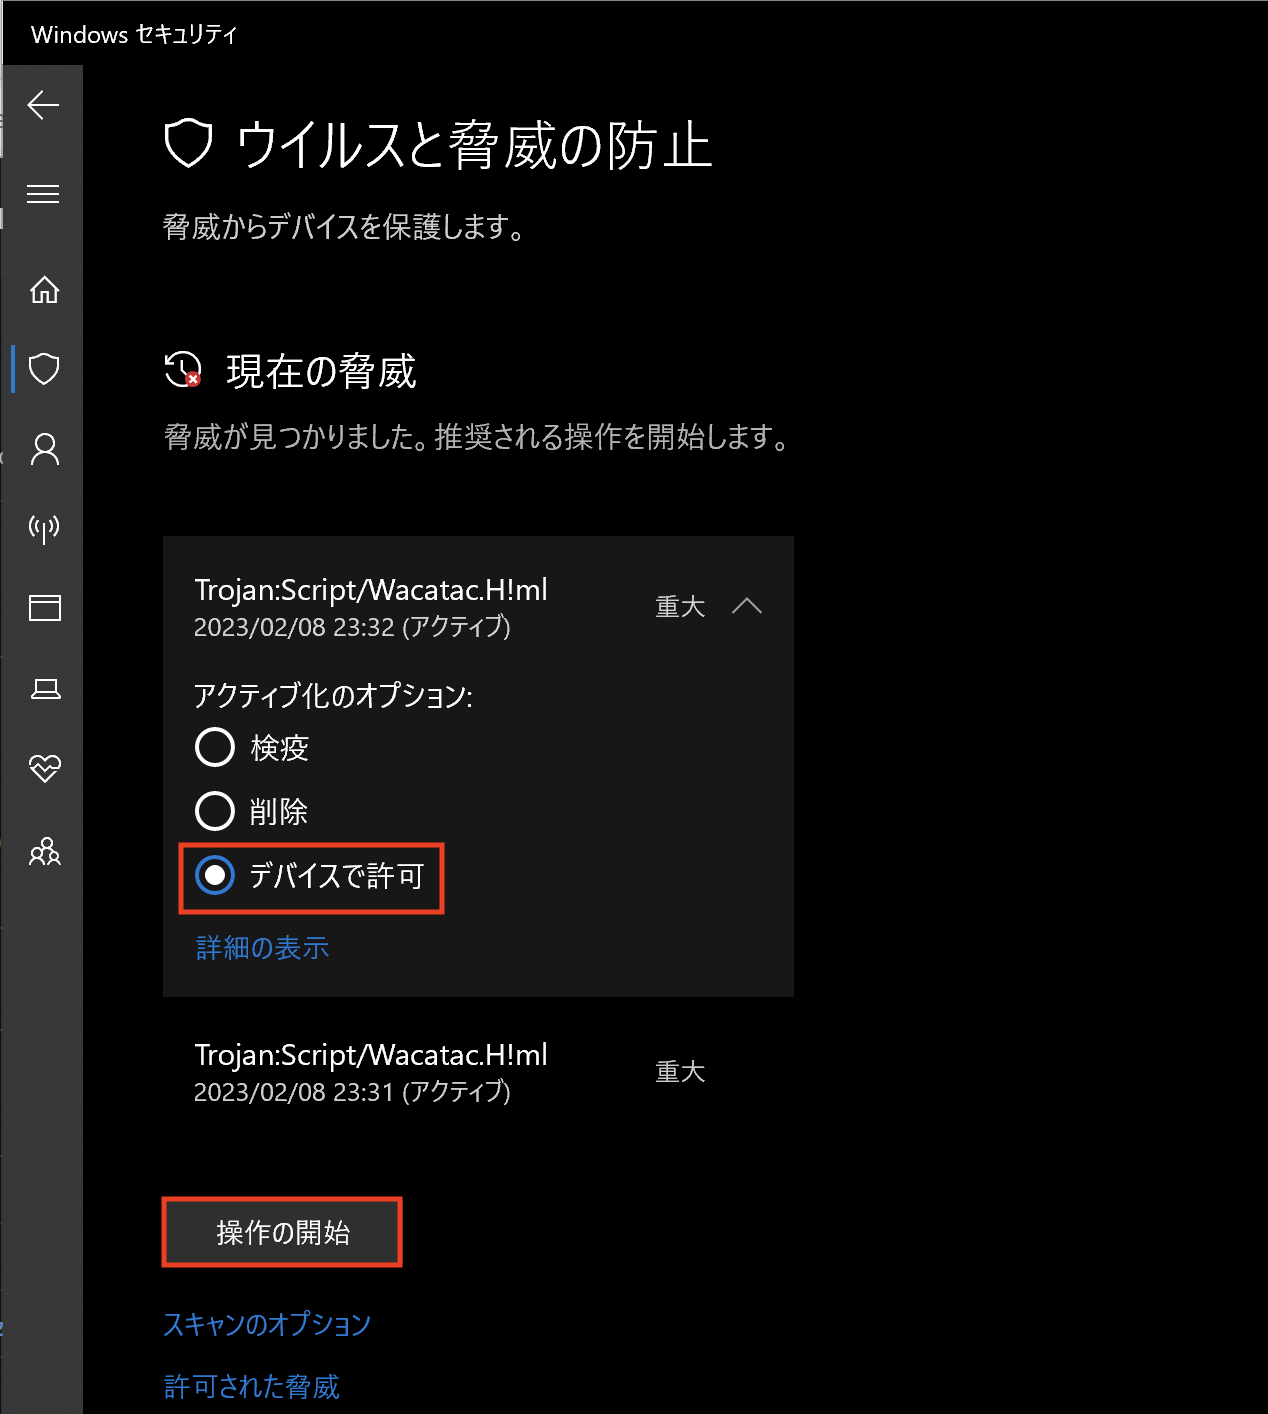 Windows セキュリティ
ウイルスと脅威の防止
脅威からデバイスを保護します。
現在の脅威
脅威が見つかりました。推奨される操作を開始します。
Trojan:Script/Wacatac.H!ml
重大
2023/02/08 23:32 (アクティブ)
アクティブ化のオプション:
検疫
削除
デバイスで許可
詳細の表示
Trojan:Script/Wacatac.H!ml
重大
2023/02/08 23:31 (アクティブ)
操作の開始
スキャンのオプション
許可された脅威